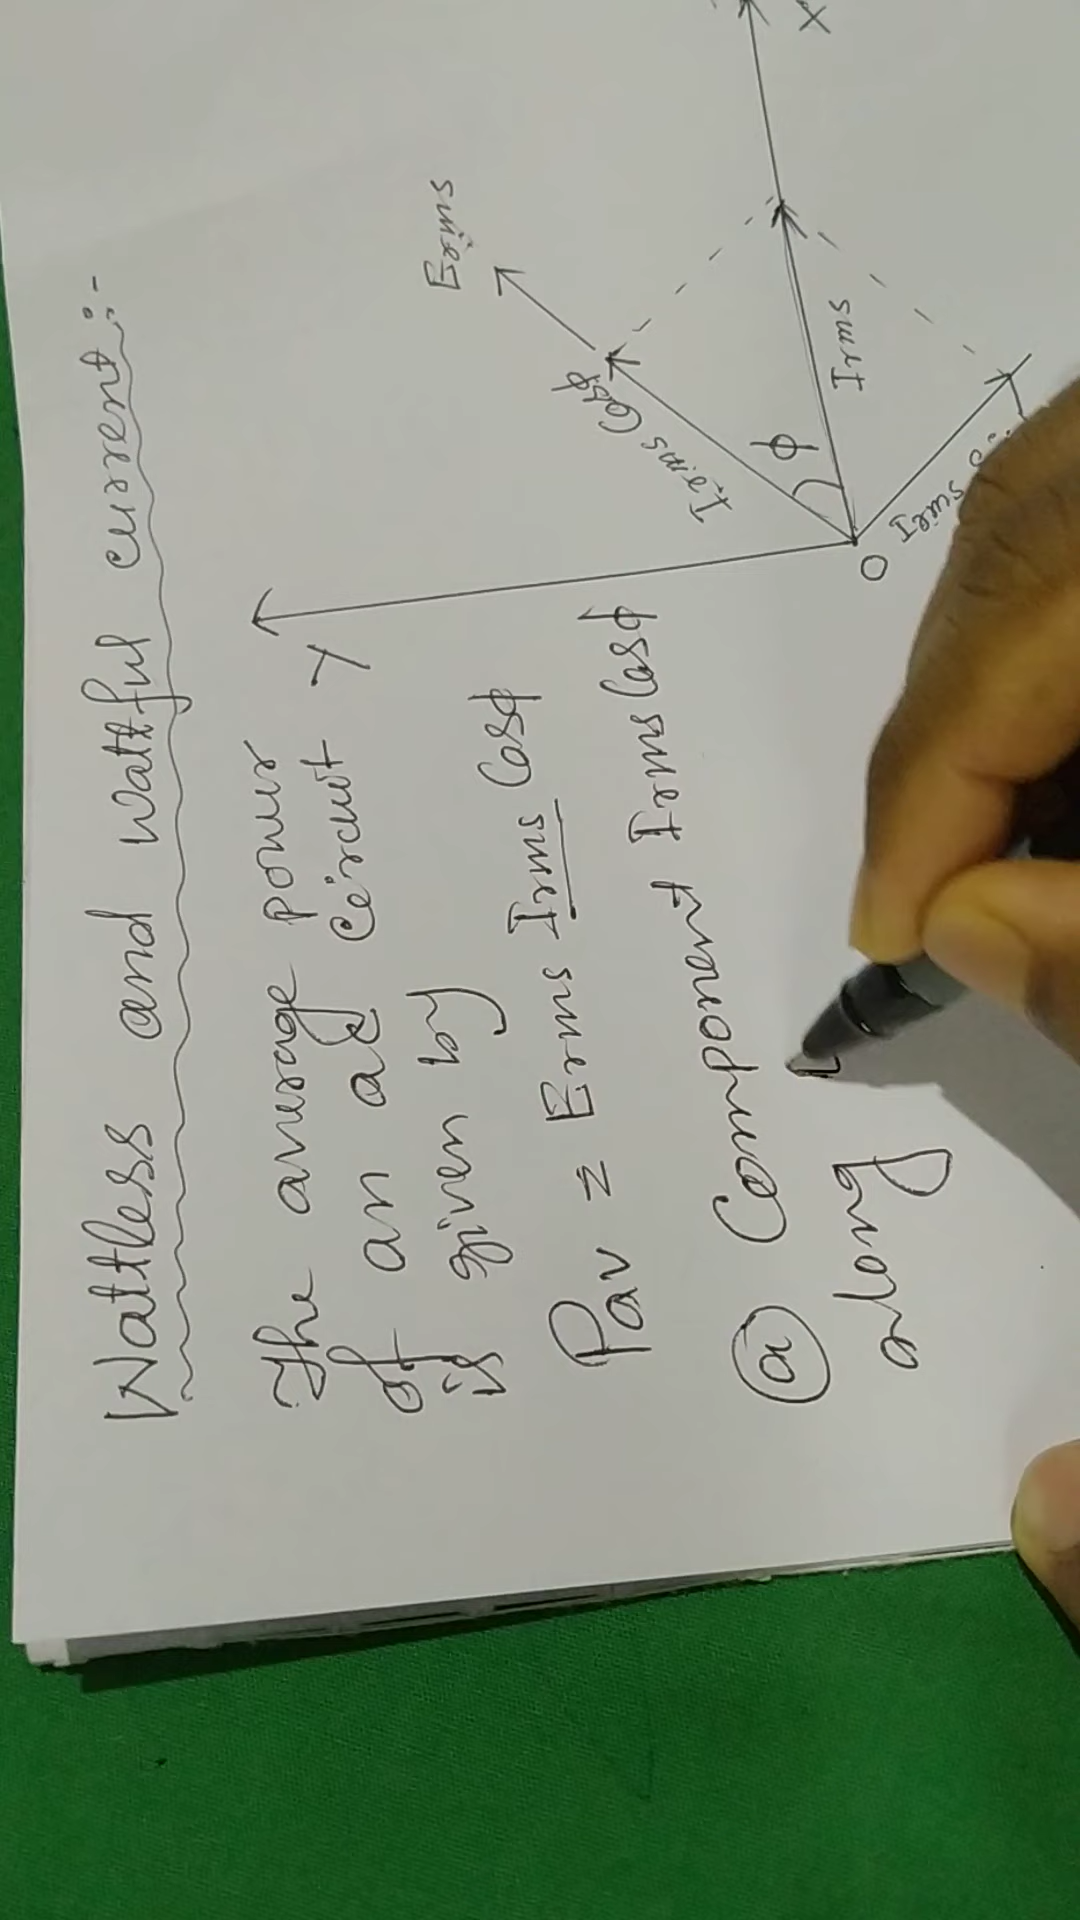 Wattless and wattful current:-
The average power
of an ac circuit
is given by
Pav = Erms Irms Cosφ
(a) Component Irms Cosφ
along
Y
Erms
Irms Cosφ
φ
Irms
X
O
Irms